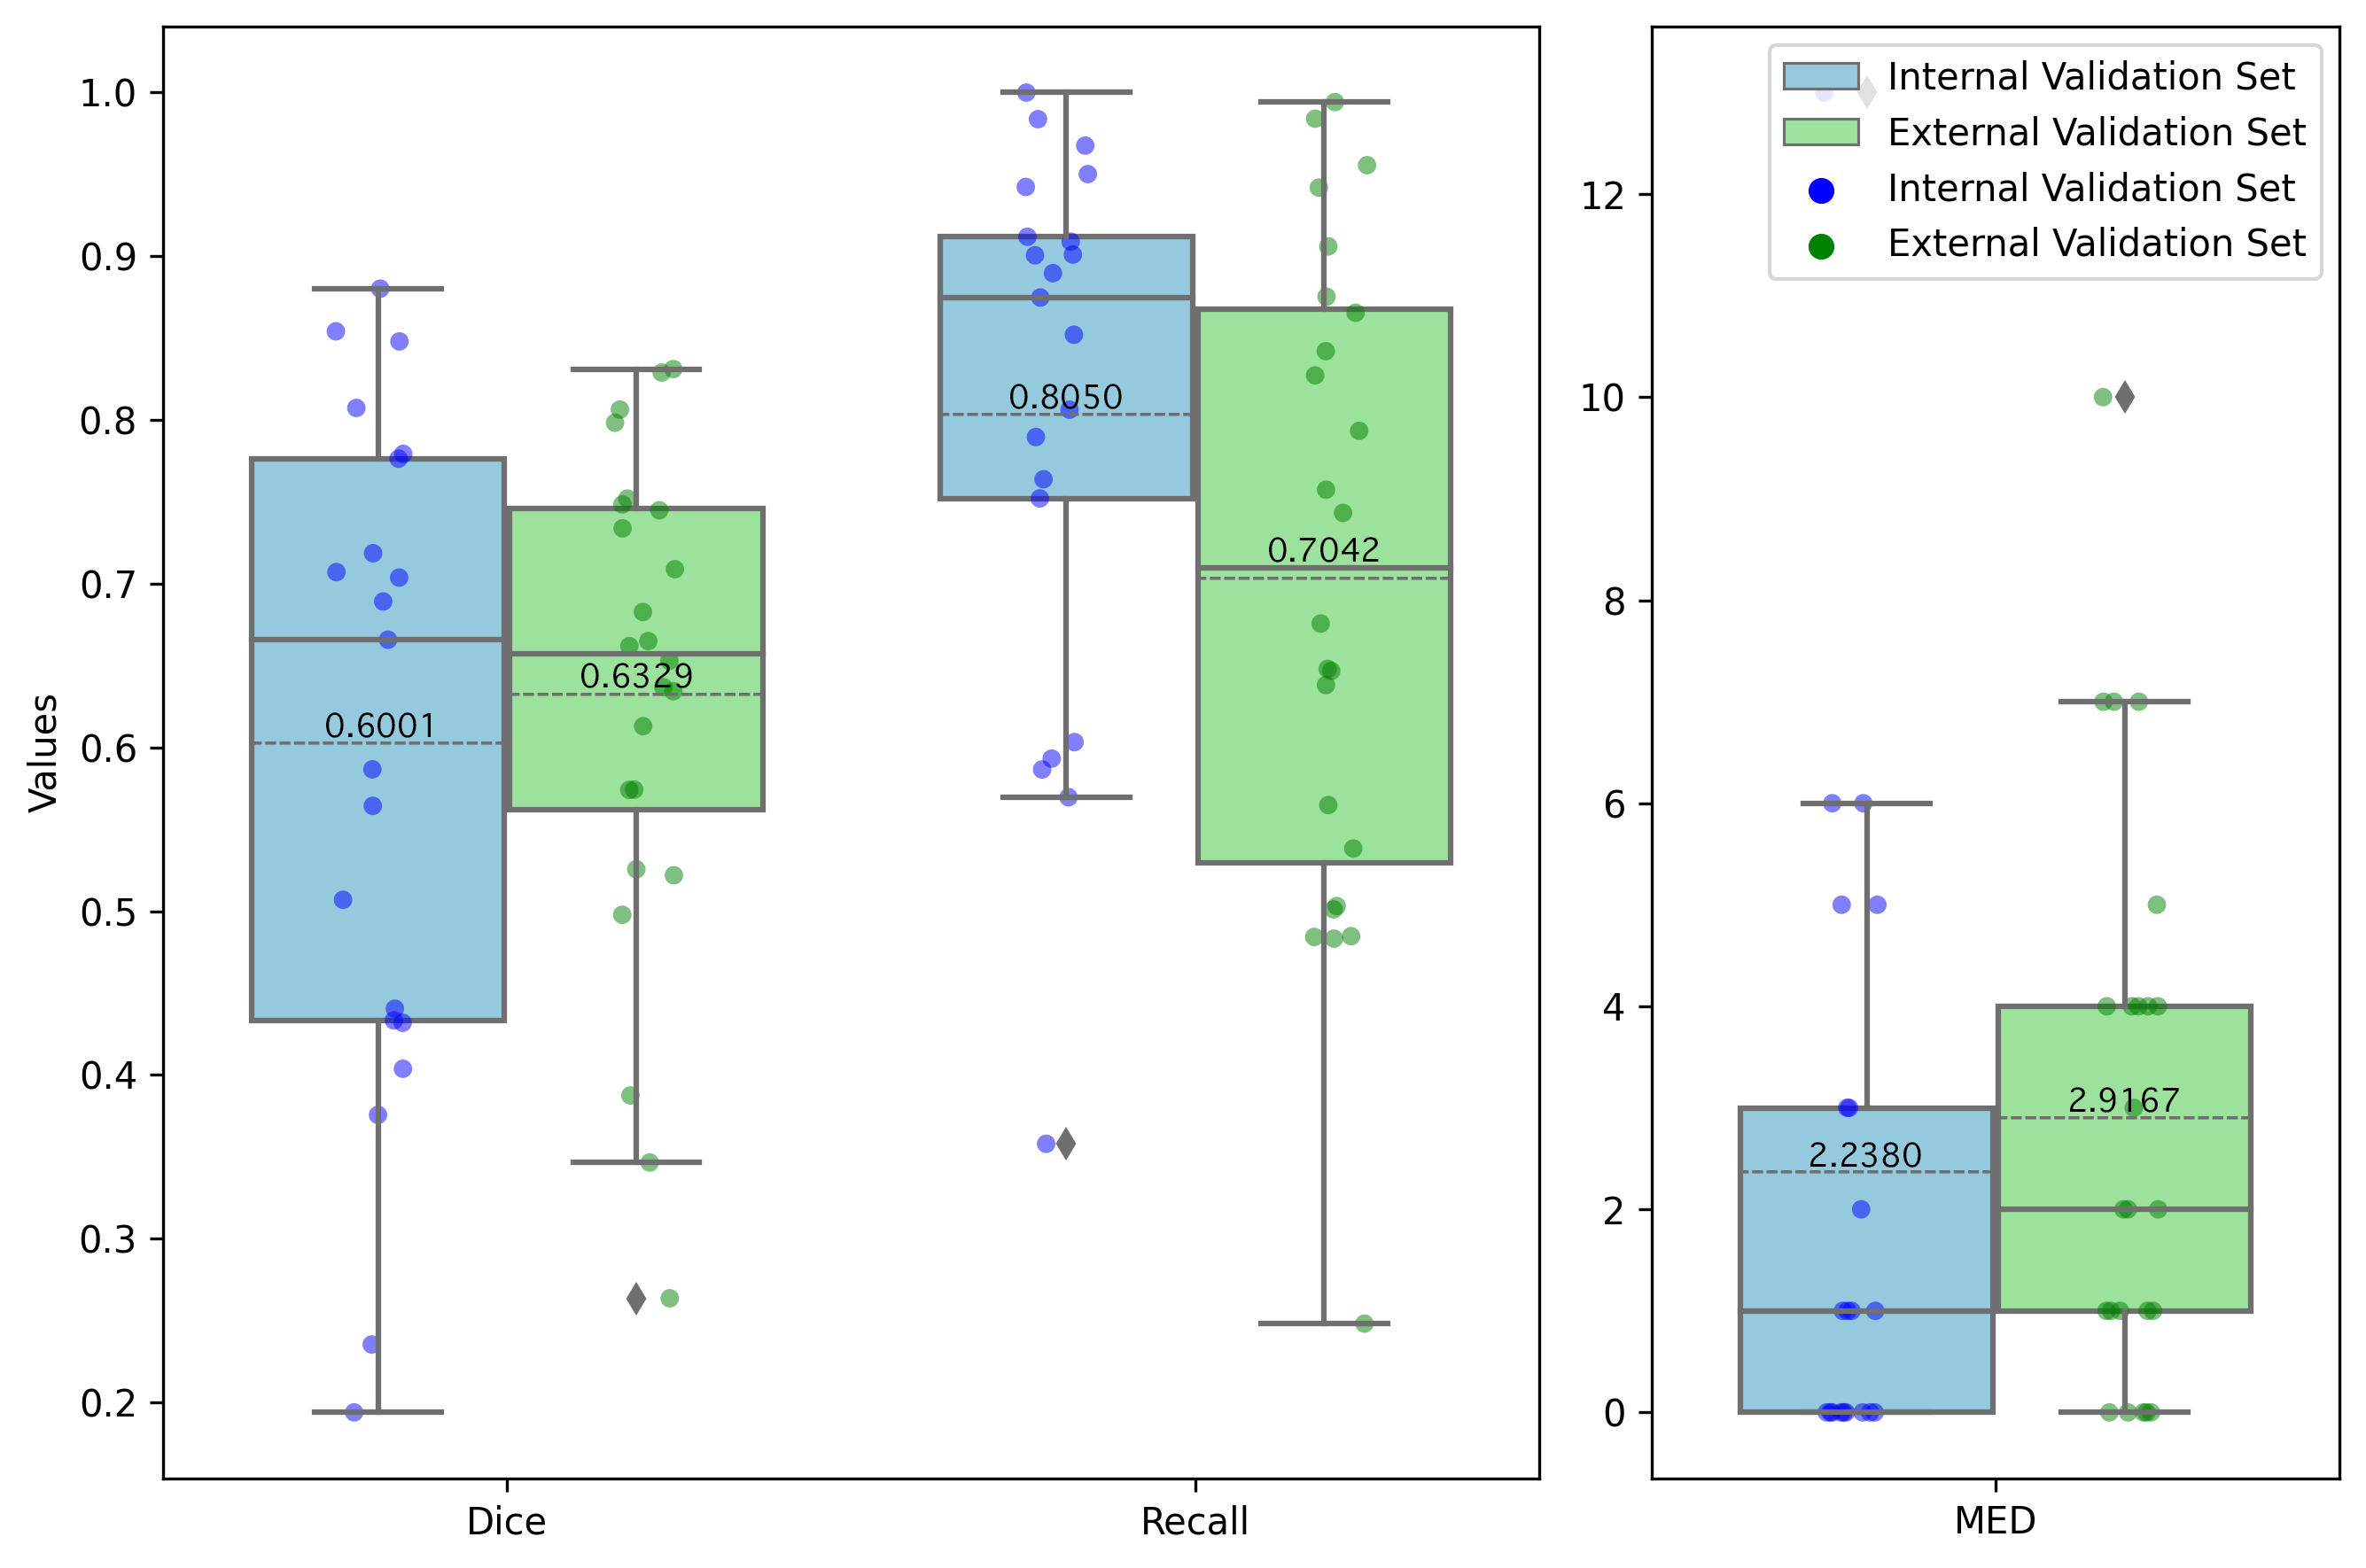 Values
1.0
0.9
0.8
0.7
0.6
0.5
0.4
0.3
0.2
0.6001
0.6329
0.8050
0.7042
Dice
Recall
12
10
8
6
4
2
0
Internal Validation Set
External Validation Set
Internal Validation Set
External Validation Set
2.2380
2.9167
MED